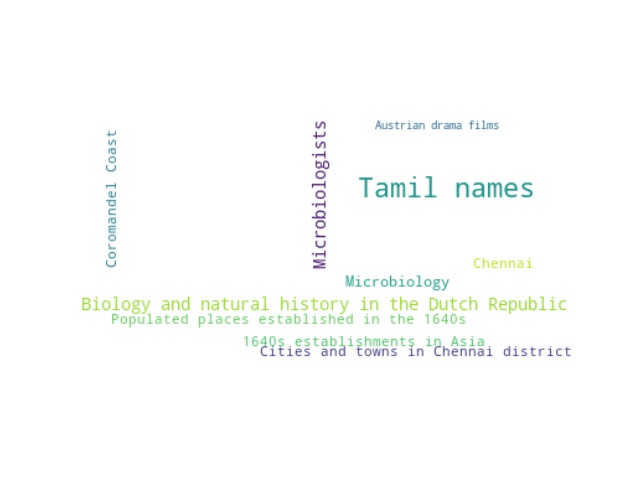 Coromandel Coast
Microbiologists
Austrian drama films
Tamil names
Chennai
Microbiology
Biology and natural history in the Dutch Republic
Populated places established in the 1640s
1640s establishments in Asia
Cities and towns in Chennai district